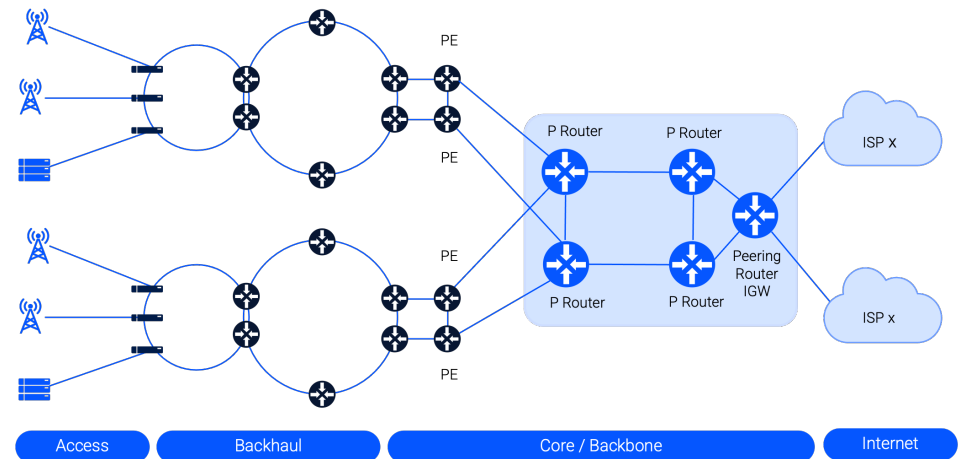 PE
PE
P Router
P Router
ISP x
PE
P Router
P Router
Peering
Router
IGW
ISP x
PE
Access
Backhaul
Core / Backbone
Internet